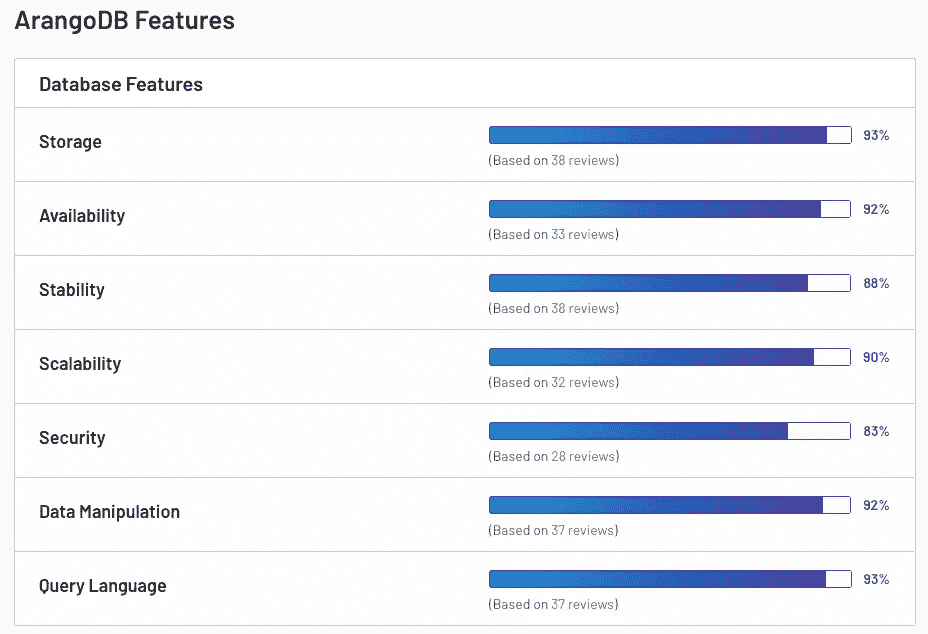 ArangoDB Features
Database Features
Storage
93%
(Based on 38 reviews)
Availability
92%
(Based on 33 reviews)
Stability
88%
(Based on 38 reviews)
Scalability
90%
(Based on 32 reviews)
Security
83%
(Based on 28 reviews)
Data Manipulation
92%
(Based on 37 reviews)
Query Language
93%
(Based on 37 reviews)